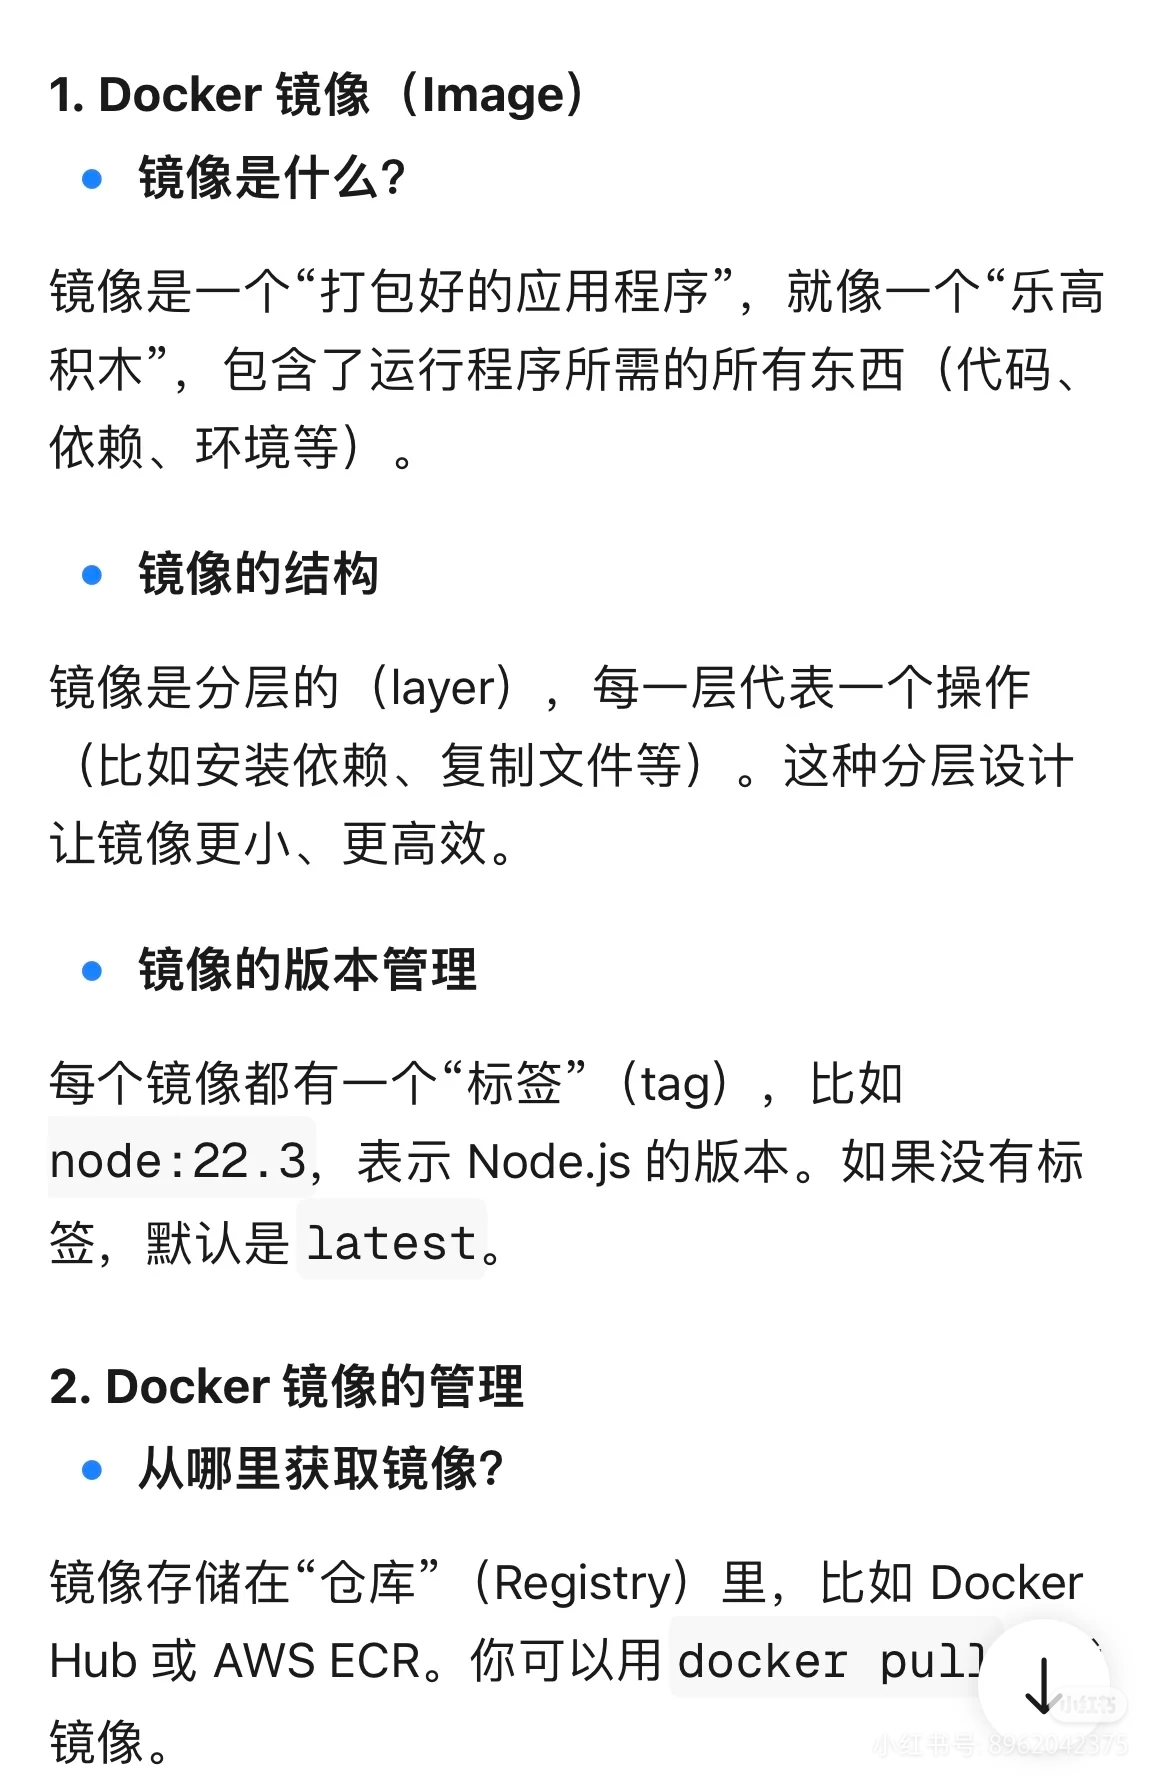 1. Docker 镜像（Image）
镜像是什么?
镜像是一个“打包好的应用程序”，就像一个“乐高
积木”，包含了运行程序所需的所有东西（代码、
依赖、环境等）。
镜像的结构
镜像是分层的（layer），每一层代表一个操作
（比如安装依赖、复制文件等）。这种分层设计
让镜像更小、更高效。
镜像的版本管理
每个镜像都有一个“标签”（tag），比如
node:22.3，表示 Node.js 的版本。如果没有标
签，默认是 latest。
2. Docker 镜像的管理
从哪里获取镜像?
镜像存储在“仓库”（Registry）里，比如 Docker
Hub 或 AWS ECR。你可以用 docker pull
镜像。
小红书
小红书号 8962042375